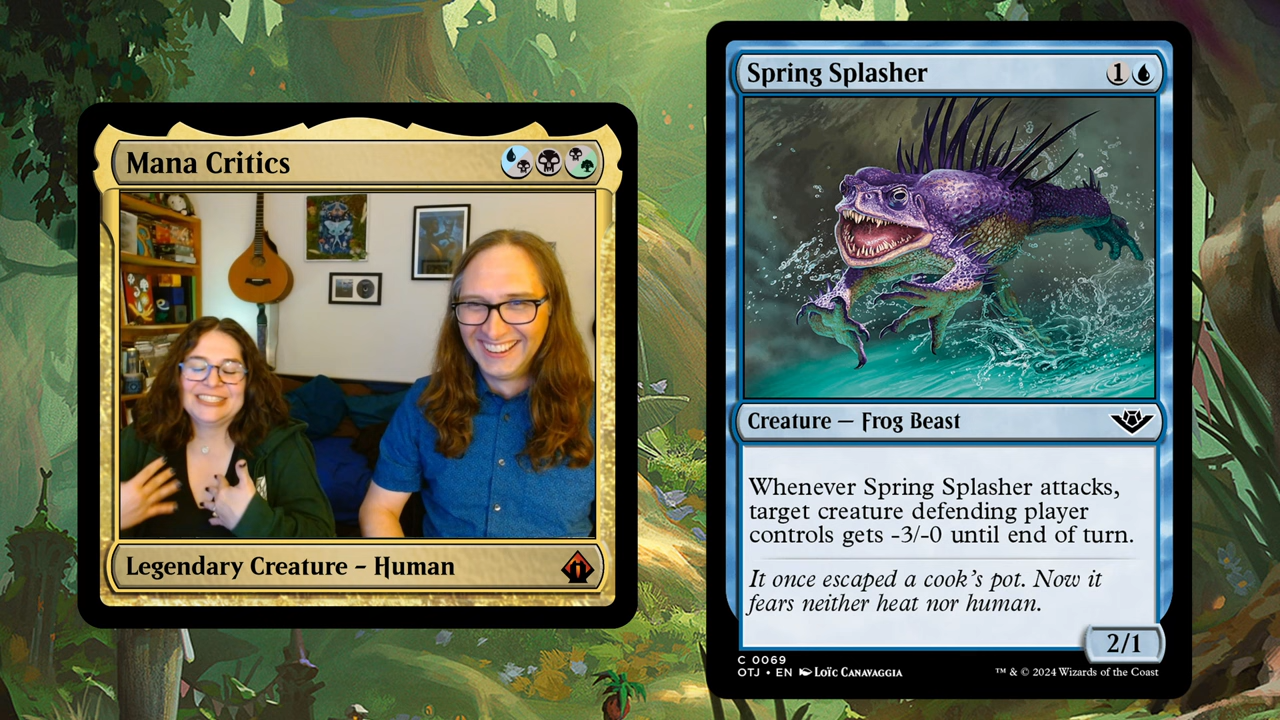 Mana Critics
Legendary Creature – Human
Spring Splasher
1
Creature — Frog Beast
Whenever Spring Splasher attacks,
target creature defending player
controls gets -3/-0 until end of turn.
It once escaped a cook's pot. Now it
fears neither heat nor human.
2/1
C 0069
OTJ • EN Loïc Canavaggia
™ & © 2024 Wizards of the Coast